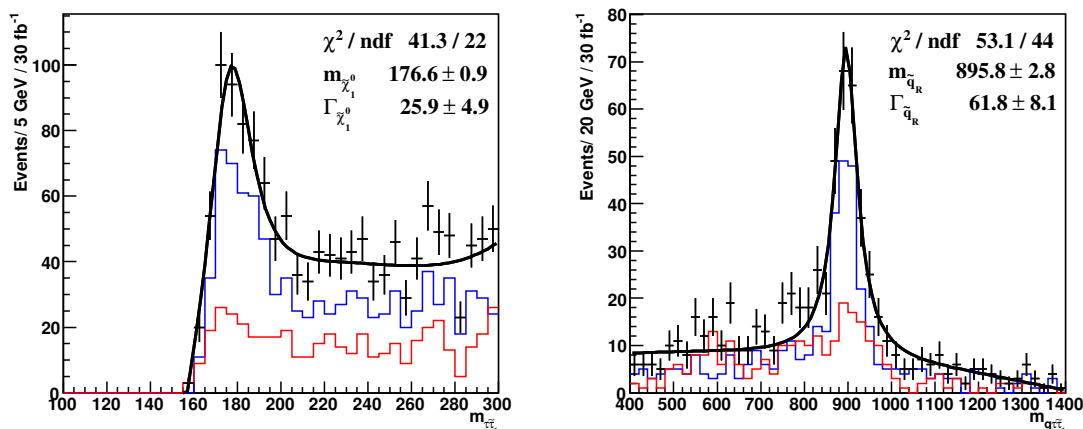 Events/ 5 GeV / 30 fb⁻¹
100
80
60
40
20
0
100 120 140 160 180 200 220 240 260 280 300
χ² / ndf 41.3 / 22
m_χ̃₁⁰ 176.6 ± 0.9
Γ_χ̃₁⁰ 25.9 ± 4.9
m_τ̃τ̃
Events/ 20 GeV / 30 fb⁻¹
80
70
60
50
40
30
20
10
0
400 500 600 700 800 900 1000 1100 1200 1300 1400
χ² / ndf 53.1 / 44
m_q̃_R 895.8 ± 2.8
Γ_q̃_R 61.8 ± 8.1
m_qτ̃τ̃